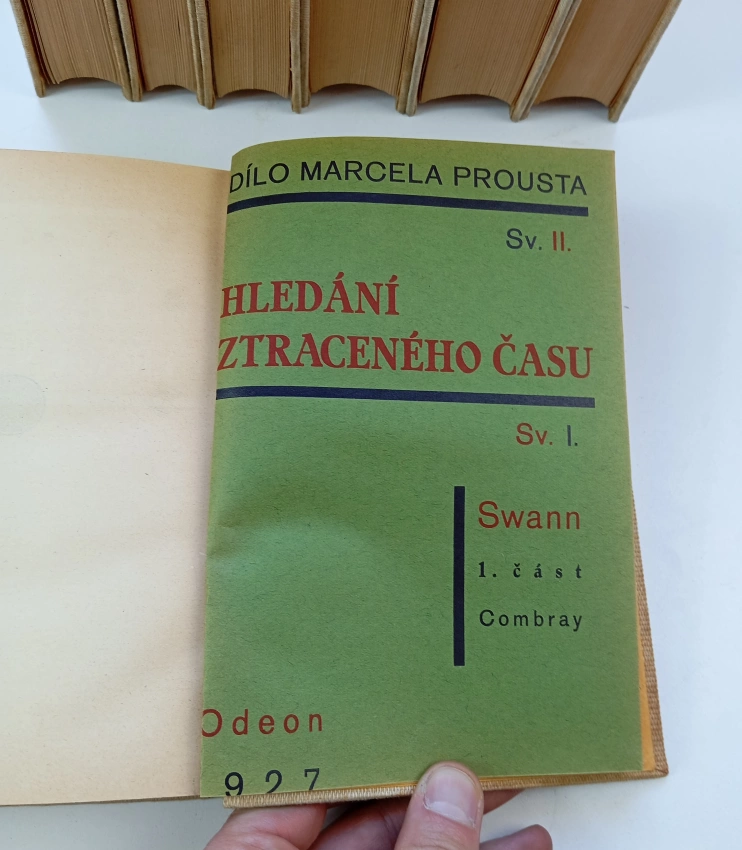 DÍLO MARCELA PROUSTA
Sv. II.
HLEDÁNÍ
ZTRACENÉHO ČASU
Sv. I.
Swann
1. část
Combray
Odeon
927